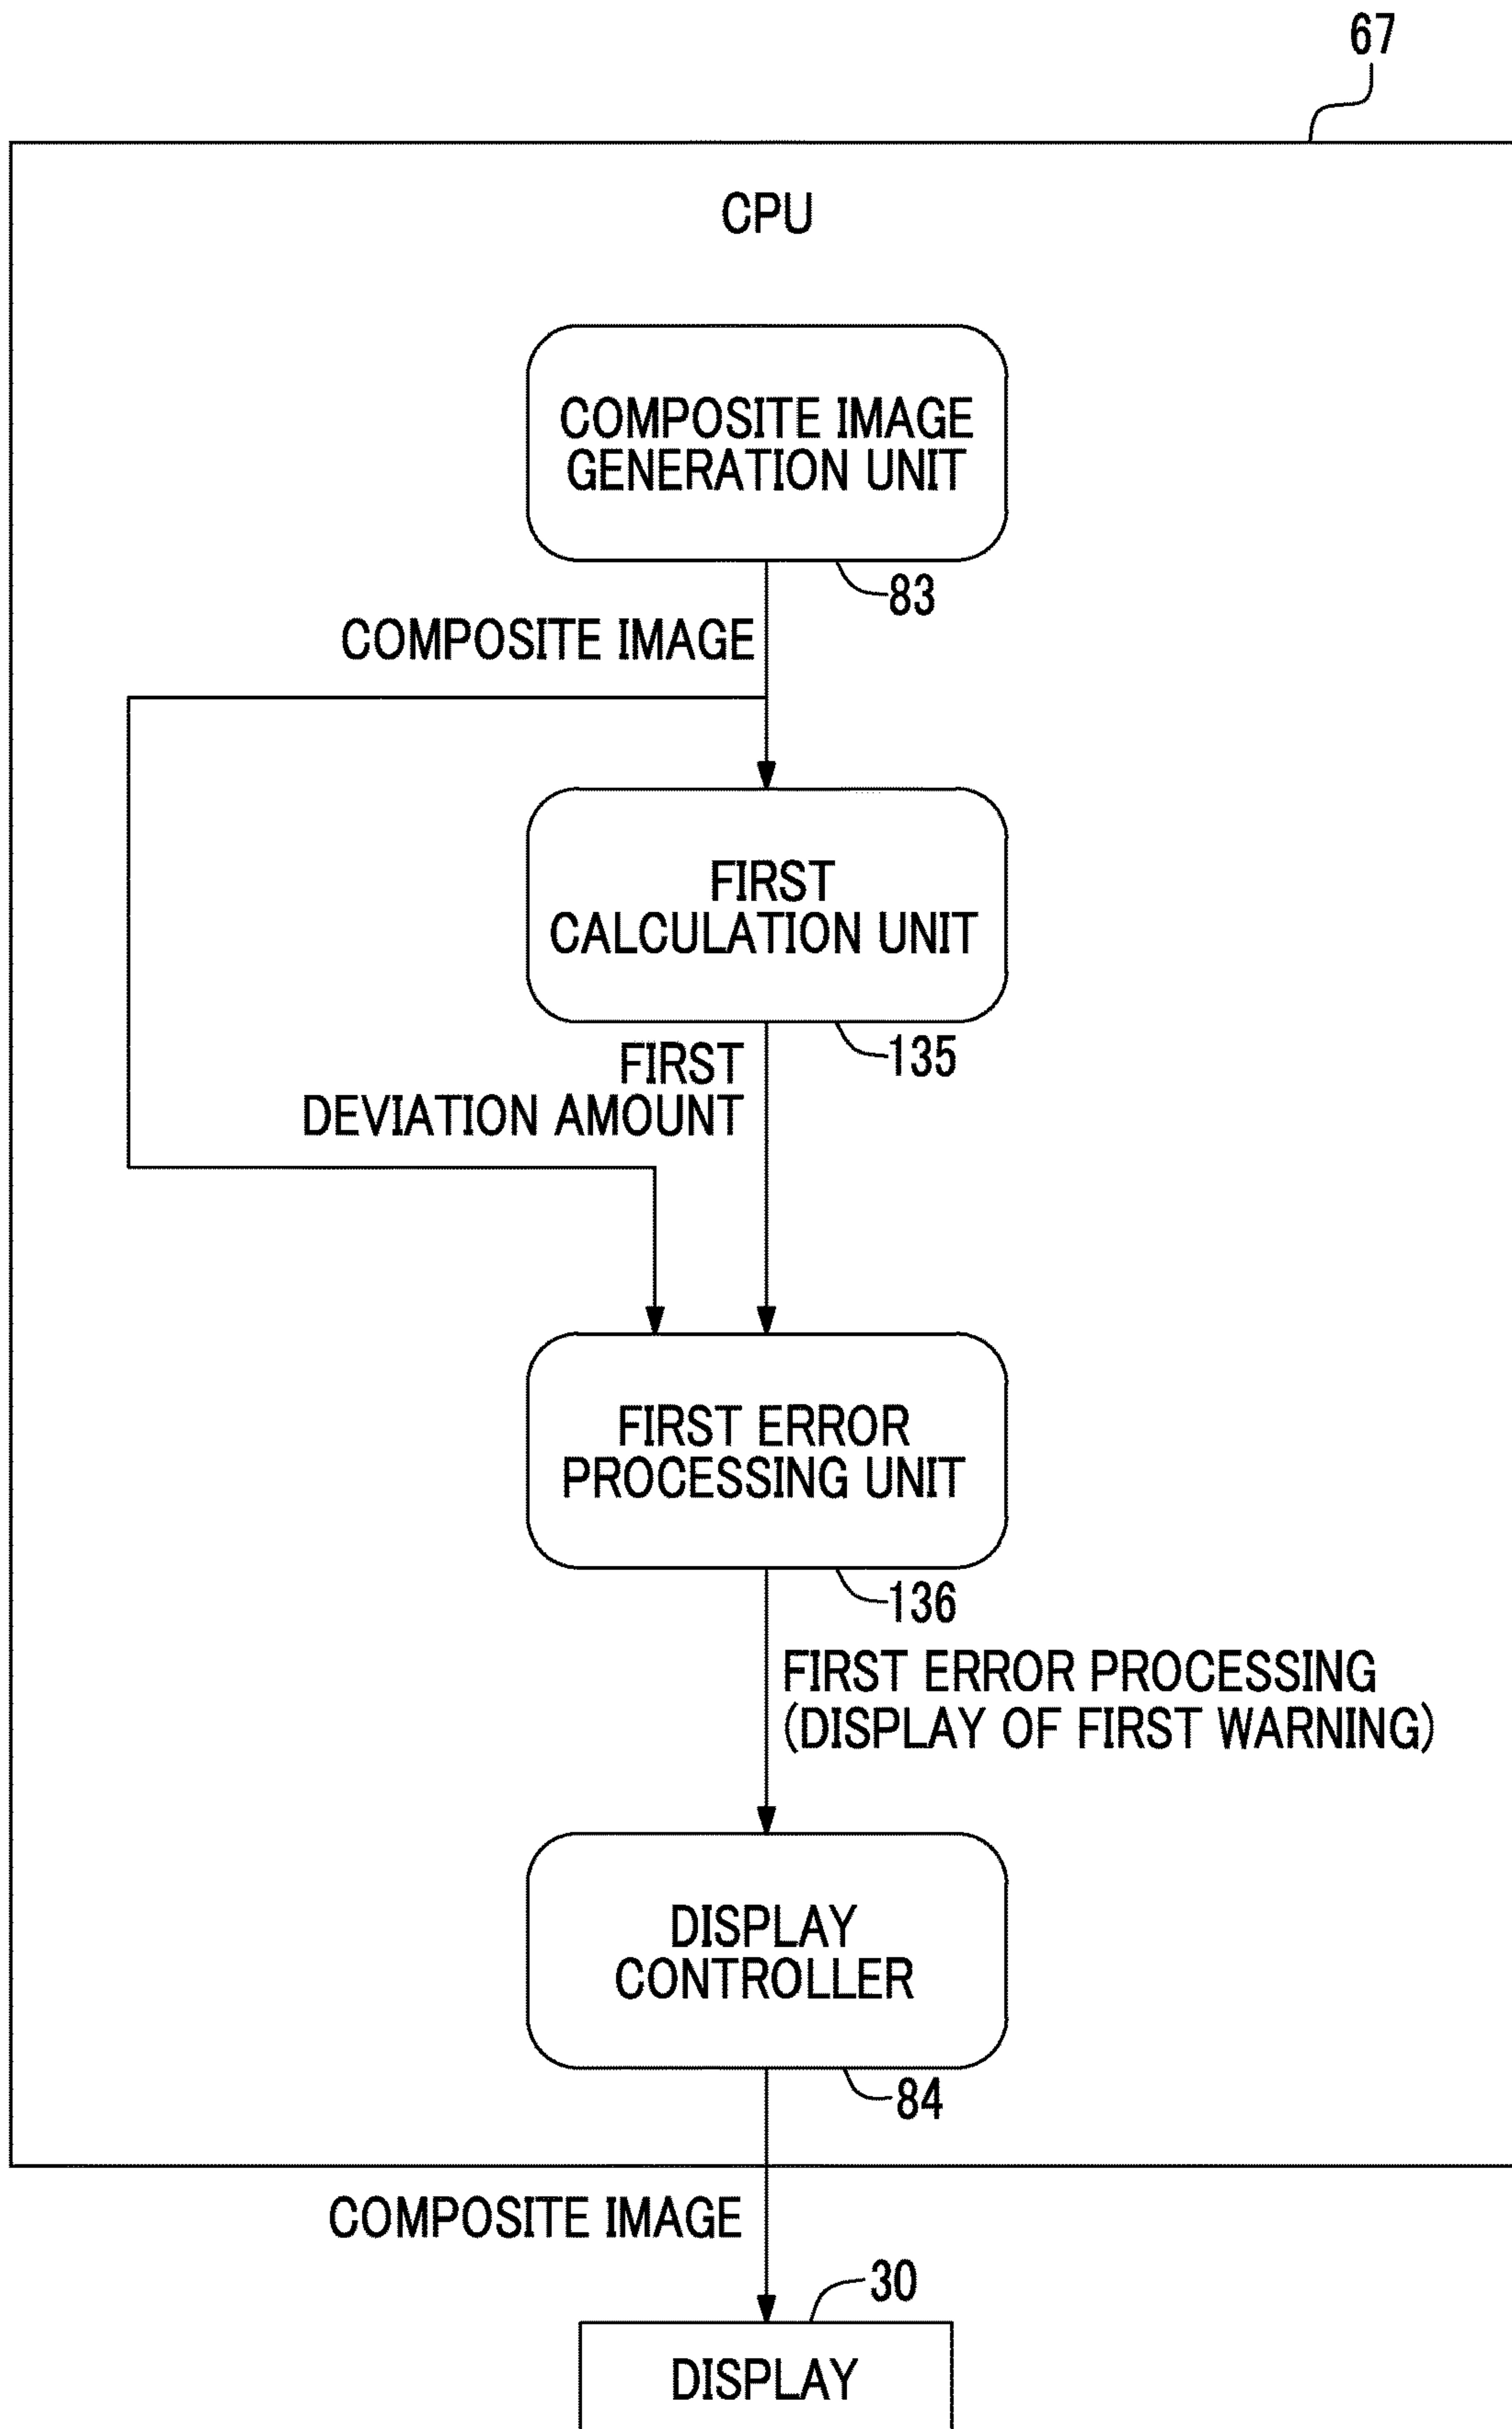 67
CPU
COMPOSITE IMAGE
GENERATION UNIT
83
COMPOSITE IMAGE
FIRST
CALCULATION UNIT
135
FIRST
DEVIATION AMOUNT
FIRST ERROR
PROCESSING UNIT
136
FIRST ERROR PROCESSING
(DISPLAY OF FIRST WARNING)
DISPLAY
CONTROLLER
84
COMPOSITE IMAGE
30
DISPLAY